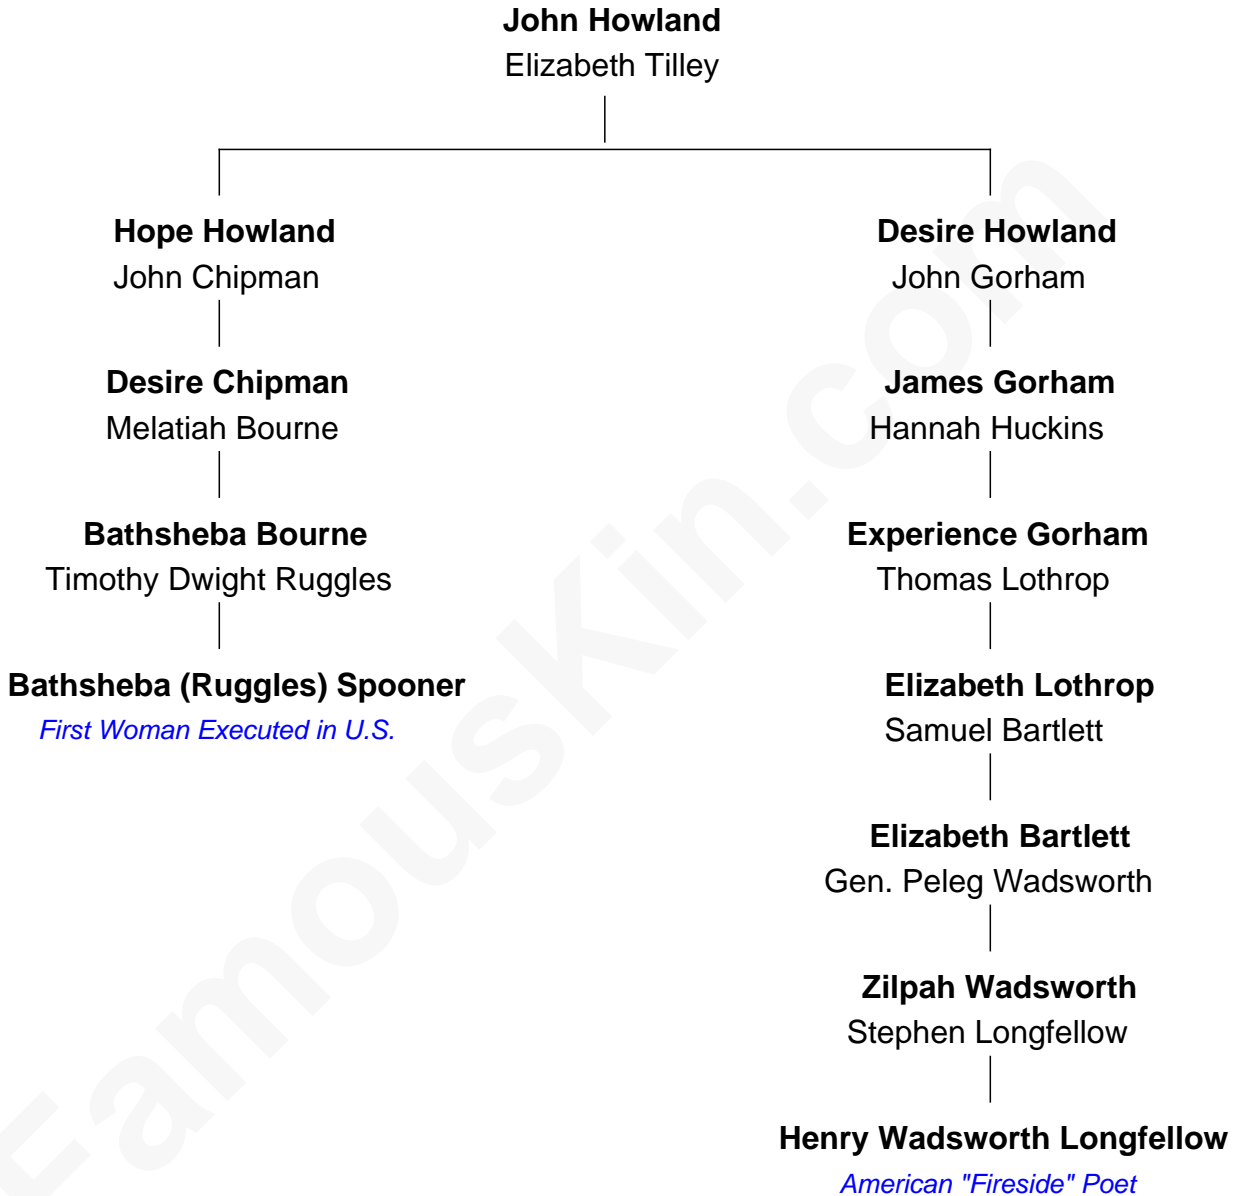 John Howland
Elizabeth Tilley
Hope Howland
John Chipman
Desire Chipman
Melatiah Bourne
Bathsheba Bourne
Timothy Dwight Ruggles
Bathsheba (Ruggles) Spooner
First Woman Executed in U.S.
Desire Howland
John Gorham
James Gorham
Hannah Huckins
Experience Gorham
Thomas Lothrop
Elizabeth Lothrop
Samuel Bartlett
Elizabeth Bartlett
Gen. Peleg Wadsworth
Zilpah Wadsworth
Stephen Longfellow
Henry Wadsworth Longfellow
American "Fireside" Poet
FamousKin.com